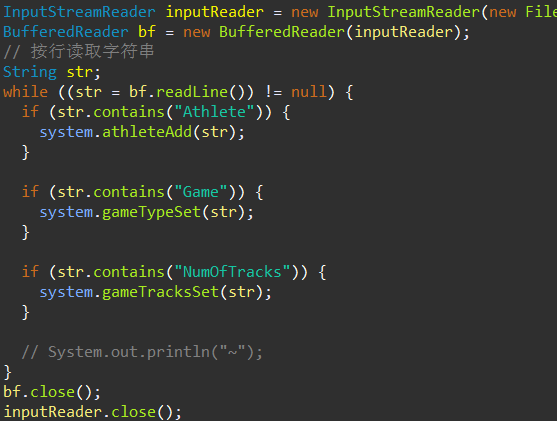 InputStreamReader inputReader = new InputStreamReader(new File
BufferedReader bf = new BufferedReader(inputReader);
// 按行读取字符串
String str;
while ((str = bf.readLine()) != null) {
  if (str.contains("Athlete")) {
    system.athleteAdd(str);
  }

  if (str.contains("Game")) {
    system.gameTypeSet(str);
  }

  if (str.contains("NumOfTracks")) {
    system.gameTracksSet(str);
  }

  // System.out.println("~");
}
bf.close();
inputReader.close();